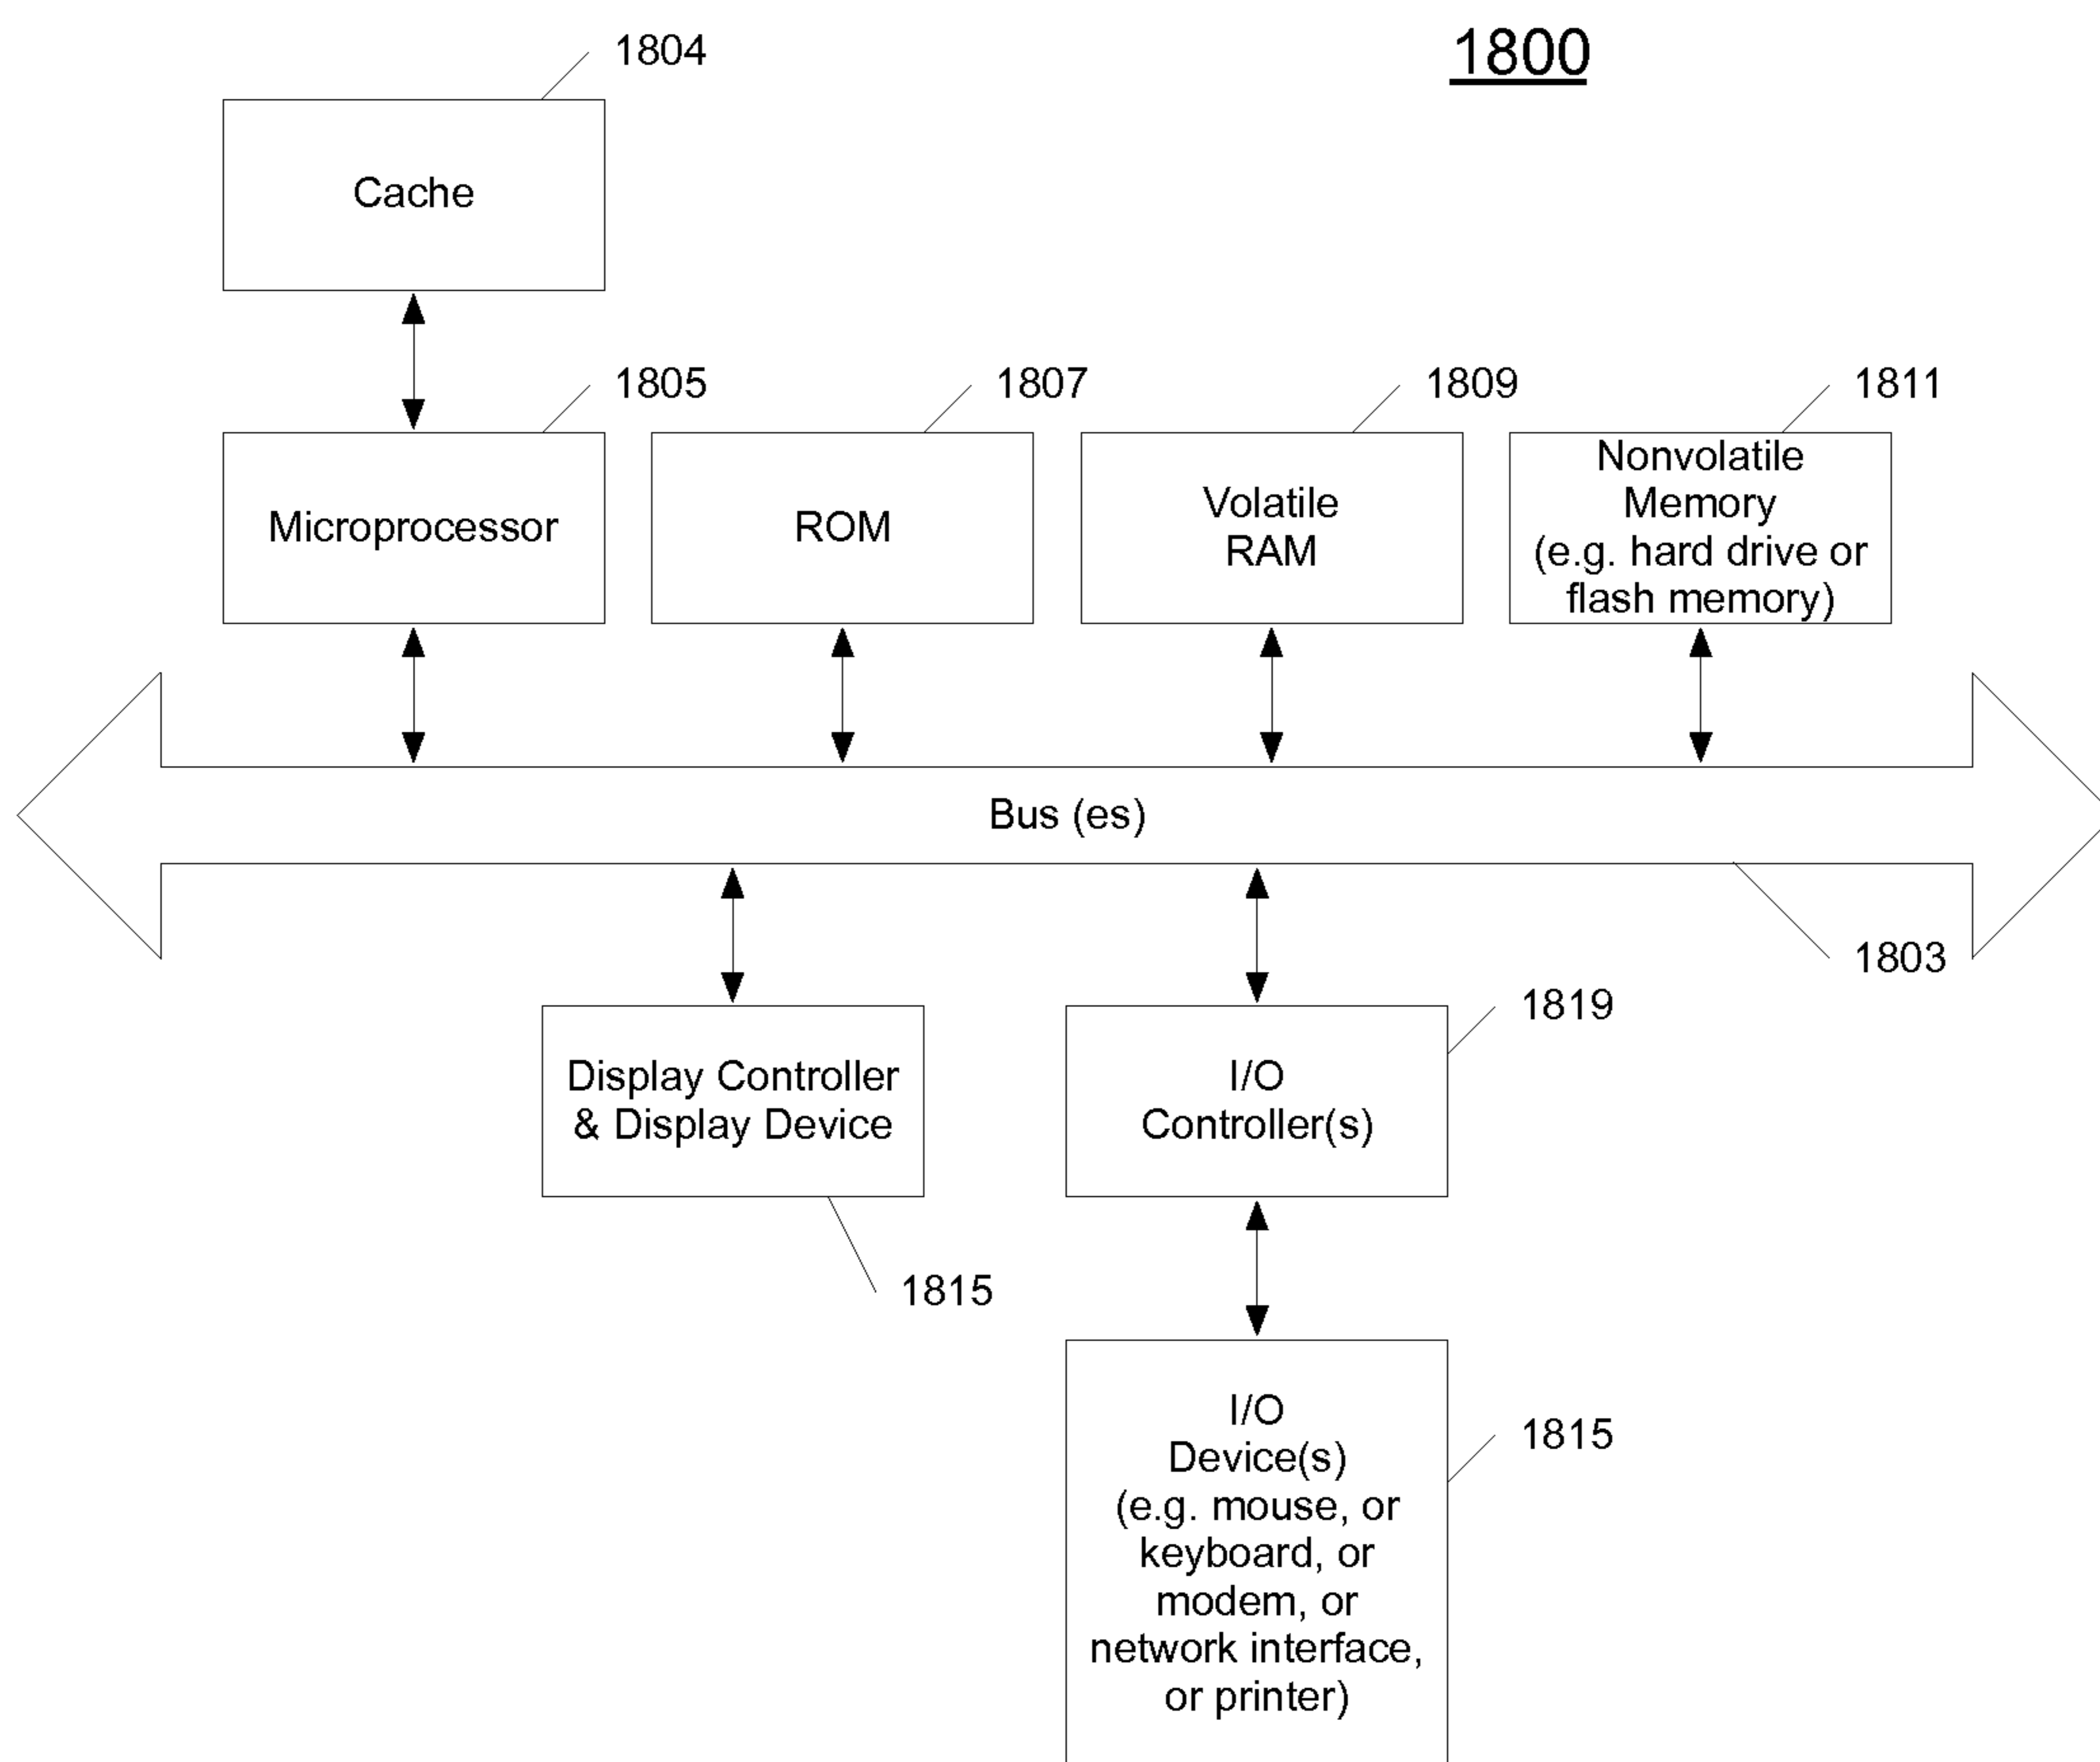 1804
1800
Cache
1805
1807
1809
1811
Microprocessor
ROM
Volatile
RAM
Nonvolatile
Memory
(e.g. hard drive or
flash memory)
Bus (es)
1803
1819
Display Controller
& Display Device
I/O
Controller(s)
1815
1815
I/O
Device(s)
(e.g. mouse, or
keyboard, or
modem, or
network interface,
or printer)